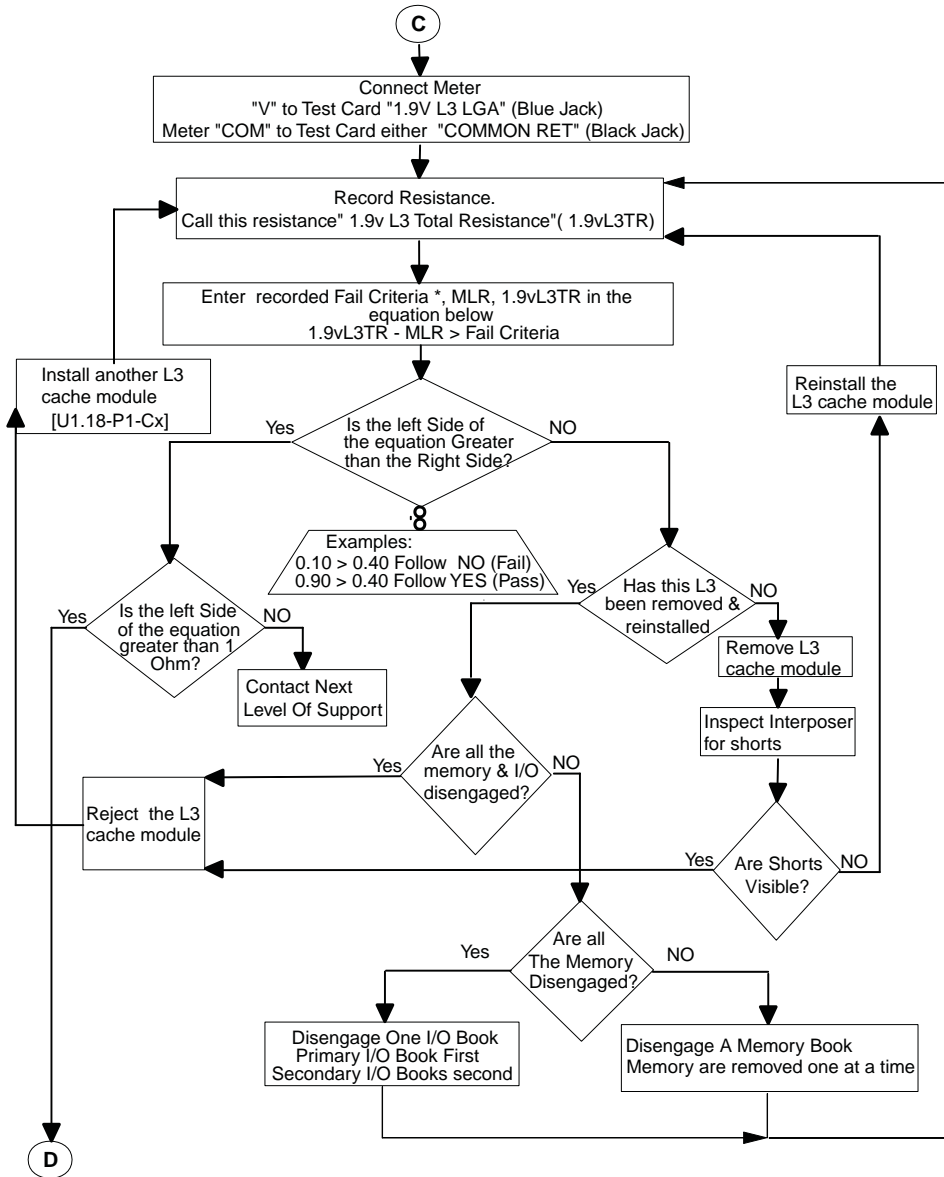 C
Connect Meter
"V" to Test Card "1.9V L3 LGA" (Blue Jack)
Meter "COM" to Test Card either "COMMON RET" (Black Jack)
Record Resistance.
Call this resistance" 1.9v L3 Total Resistance"( 1.9vL3TR)
Enter recorded Fail Criteria *, MLR, 1.9vL3TR in the
equation below
1.9vL3TR - MLR > Fail Criteria
Install another L3
cache module
[U1.18-P1-Cx]
Reinstall the
L3 cache module
Yes
Is the left Side of
the equation Greater
than the Right Side?
NO
Examples:
0.10 > 0.40 Follow NO (Fail)
0.90 > 0.40 Follow YES (Pass)
Yes
Is the left Side
of the equation
greater than 1
Ohm?
NO
Contact Next
Level Of Support
Yes
Has this L3
been removed &
reinstalled
NO
Remove L3
cache module
Inspect Interposer
for shorts
Yes
Are all the
memory & I/O
disengaged?
NO
Reject the L3
cache module
Yes
Are Shorts
Visible?
NO
Yes
Are all
The Memory
Disengaged?
NO
Disengage One I/O Book
Primary I/O Book First
Secondary I/O Books second
Disengage A Memory Book
Memory are removed one at a time
D